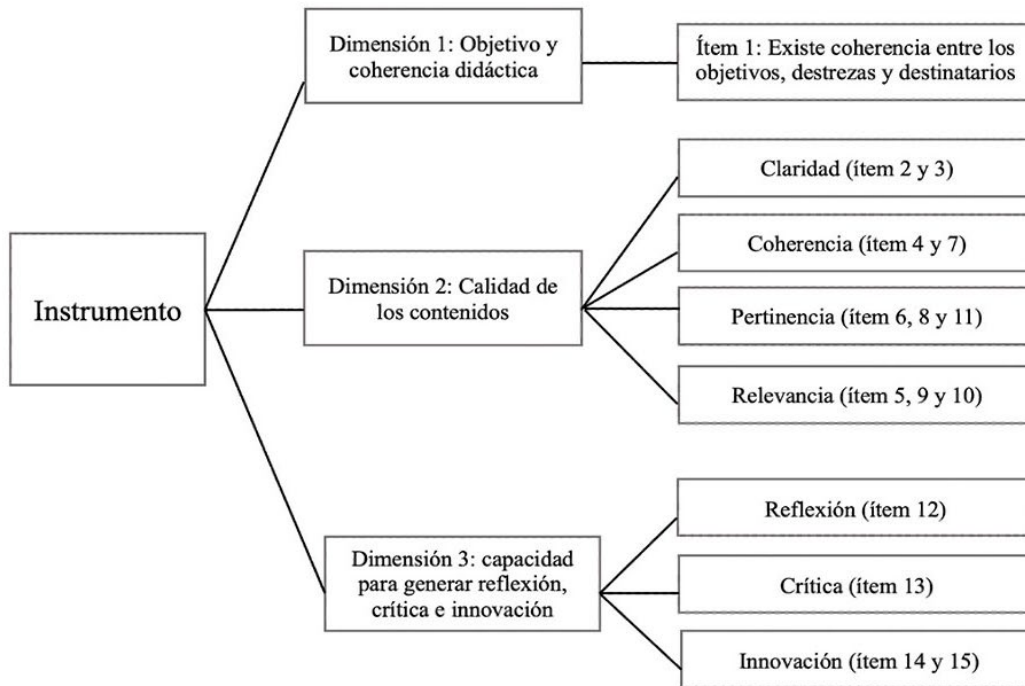 Instrumento
Dimensión 1: Objetivo y
coherencia didáctica
Ítem 1: Existe coherencia entre los
objetivos, destrezas y destinatarios
Dimensión 2: Calidad de
los contenidos
Claridad (ítem 2 y 3)
Coherencia (ítem 4 y 7)
Pertinencia (ítem 6, 8 y 11)
Relevancia (ítem 5, 9 y 10)
Dimensión 3: capacidad
para generar reflexión,
crítica e innovación
Reflexión (ítem 12)
Crítica (ítem 13)
Innovación (ítem 14 y 15)